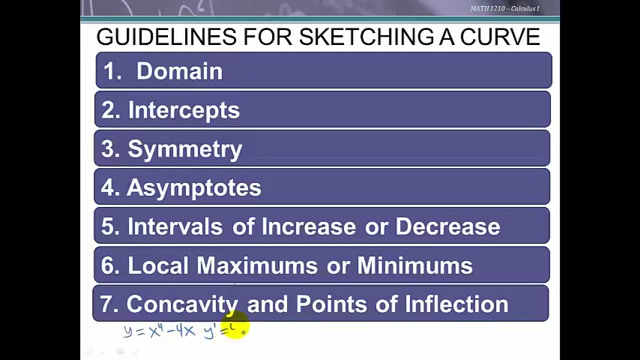 MATH 1210 – Calculus I
GUIDELINES FOR SKETCHING A CURVE
1. Domain
2. Intercepts
3. Symmetry
4. Asymptotes
5. Intervals of Increase or Decrease
6. Local Maximums or Minimums
7. Concavity and Points of Inflection
y = x⁴ - 4x y' =